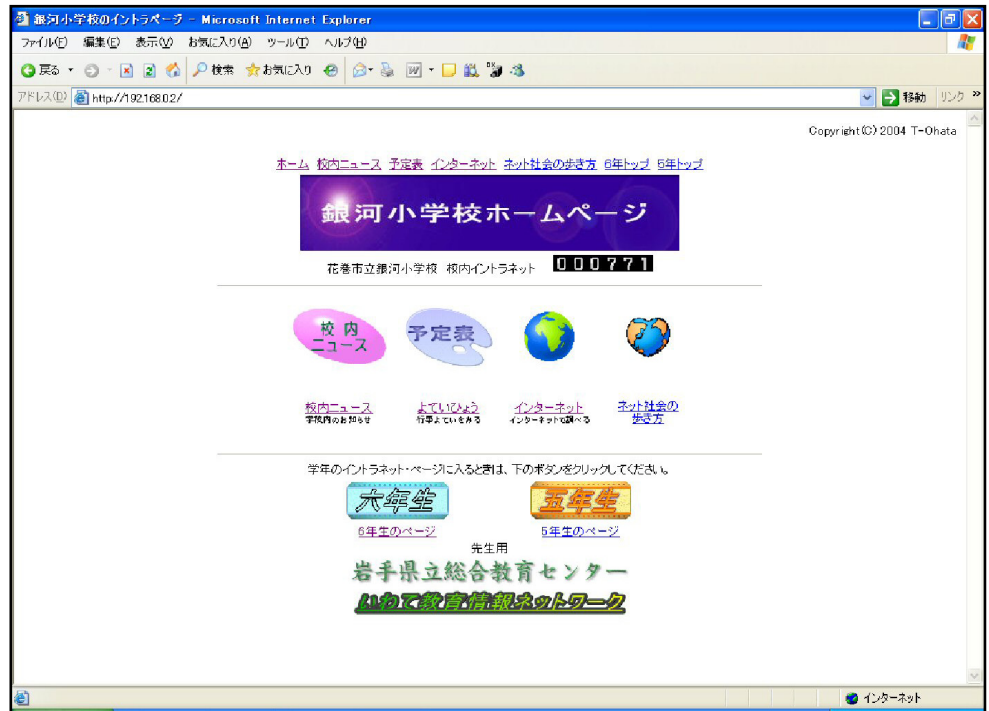 銀河小学校のイントラページ - Microsoft Internet Explorer
ファイル(F) 編集(E) 表示(V) お気に入り(A) ツール(T) ヘルプ(H)
戻る 検索 お気に入り
アドレス(D) http://192.168.0.2/ 移動 リンク »
Copyright(C) 2004 T-Ohata
ホーム 校内ニュース 予定表 インターネット ネット社会の歩き方 6年トップ 5年トップ
銀河小学校ホームページ
花巻市立銀河小学校 校内イントラネット 000771
校内
ニュース
予定表
校内ニュース よていひょう インターネット ネット社会の
歩き方
学校内のお知らせ 行事よていをみる インターネットで調べる
学年のイントラネット・ページに入るときは、下のボタンをクリックしてください。
六年生 五年生
6年生のページ 5年生のページ
先生用
岩手県立総合教育センター
いわて教育情報ネットワーク
インターネット